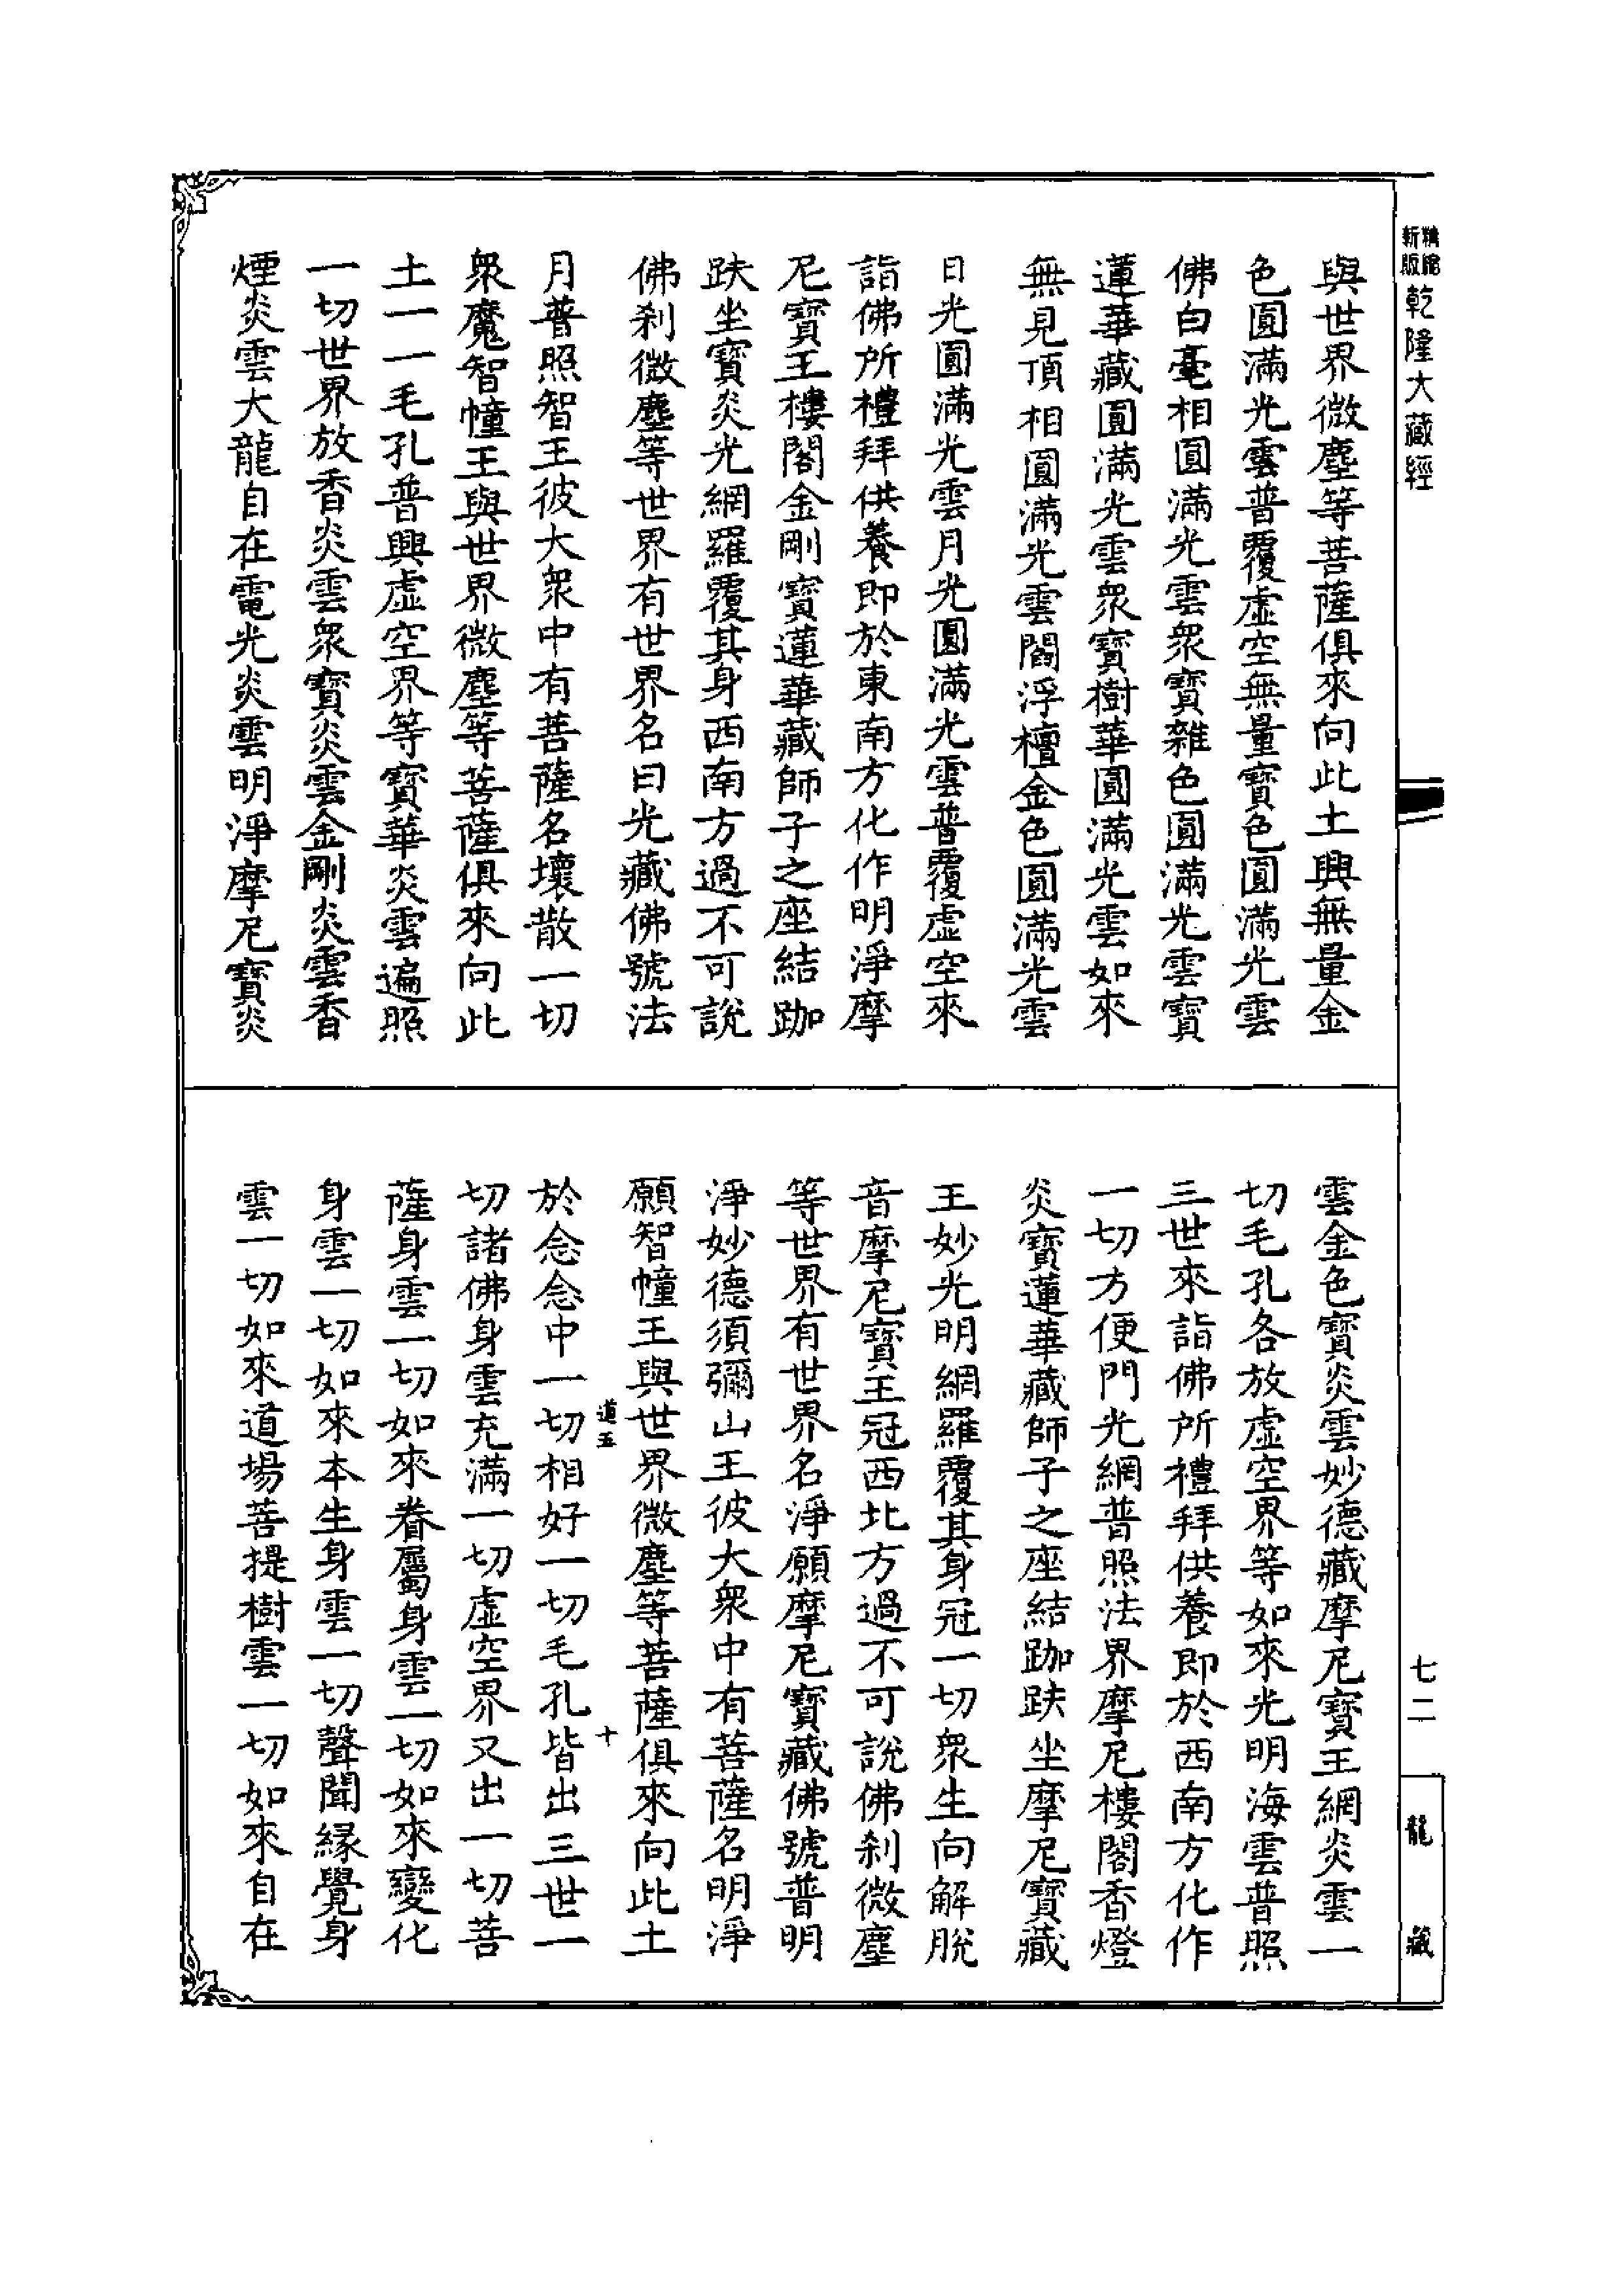 精縮新版乾隆大藏經
與世界微塵等菩薩俱來向此土興無量金
色圓滿光雲普覆虛空無量寶色圓滿光雲
佛白毫相圓滿光雲衆寶雜色圓滿光雲寶
蓮華藏圓滿光雲衆寶樹華圓滿光雲如來
無見頂相圓滿光雲閻浮檀金色圓滿光雲
日光圓滿光雲月光圓滿光雲普覆虛空來
詣佛所禮拜供養即於東南方化作明淨摩
尼寶王樓閣金剛寶蓮華藏師子之座結跏
趺坐寶炎光網羅覆其身西南方過不可說
佛刹微塵等世界有世界名日光藏佛號法
月普照智王彼大衆中有菩薩名壞散一切
衆魔智幢王與世界微塵等菩薩俱來向此
土一一毛孔普興虛空界等寶華炎雲遍照
一切世界放香炎雲衆寶炎雲金剛炎雲香
煙炎雲大龍自在電光炎雲明淨摩尼寶炎
雲金色寶炎雲妙德藏摩尼寶王網炎雲一
切毛孔各放虛空界等如來光明海雲普照
三世來詣佛所禮拜供養即於西南方化作
一切方便門光網普照法界摩尼樓閣香燈
炎寶蓮華藏師子之座結跏趺坐摩尼寶藏
王妙光明網羅覆其身冠一切衆生向解脫
音摩尼寶王冠西北方過不可說佛刹微塵
等世界有世界名淨願摩尼寶藏佛號普明
淨妙德須彌山王彼大衆中有菩薩名明淨
願智幢王與世界微塵等菩薩俱來向此土
道五
十
於念念中一切相好一切毛孔皆出三世一
切諸佛身雲充滿一切虛空界又出一切菩
薩身雲一切如來眷屬身雲一切如來變化
身雲一切如來本生身雲一切聲聞緣覺身
雲一切如來道場菩提樹雲一切如來自在
七二
龍藏